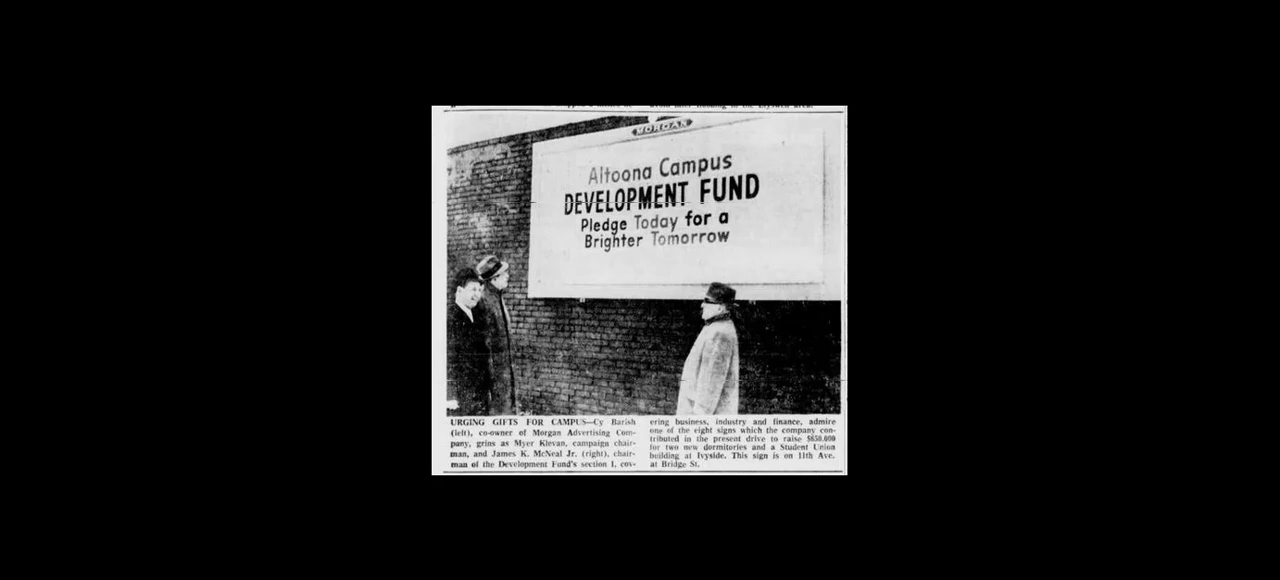 MORGAN
Altoona Campus
DEVELOPMENT FUND
Pledge Today for a
Brighter Tomorrow
URGING GIFTS FOR CAMPUS—Cy Barish
(left), co-owner of Morgan Advertising Com-
pany, grins as Myer Klevan, campaign chair-
man, and James K. McNeal Jr. (right), chair-
man of the Development Fund's section 1, cov-
ering business, industry and finance, admire
one of the eight signs which the company con-
tributed in the present drive to raise $650,000
for two new dormitories and a Student Union
building at Ivyside. This sign is on 11th Ave.
at Bridge St.